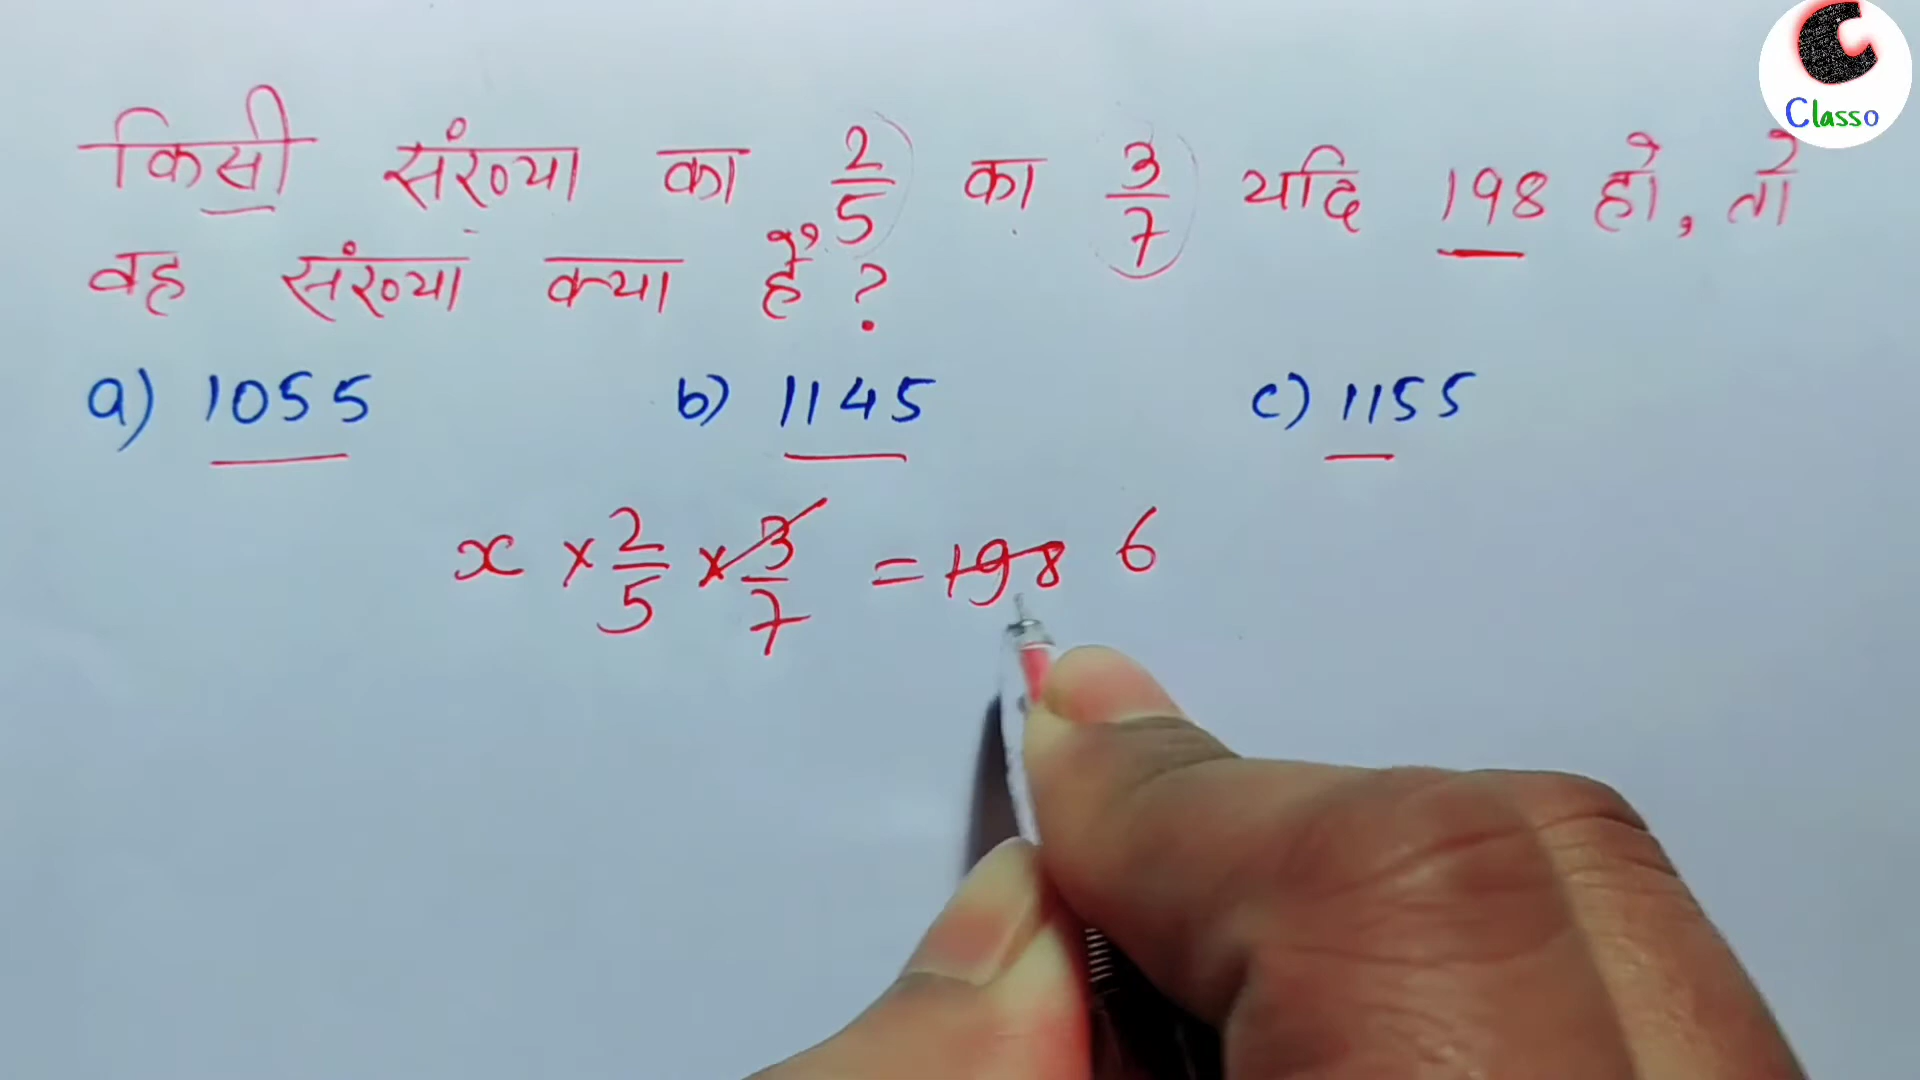 Classo
किसी संख्या का 2/5 का 3/7 यदि 198 हो, तो
वह संख्या क्या है ?
a) 1055 b) 1145 c) 1155
x × 2/5 × 3/7 = 198 6